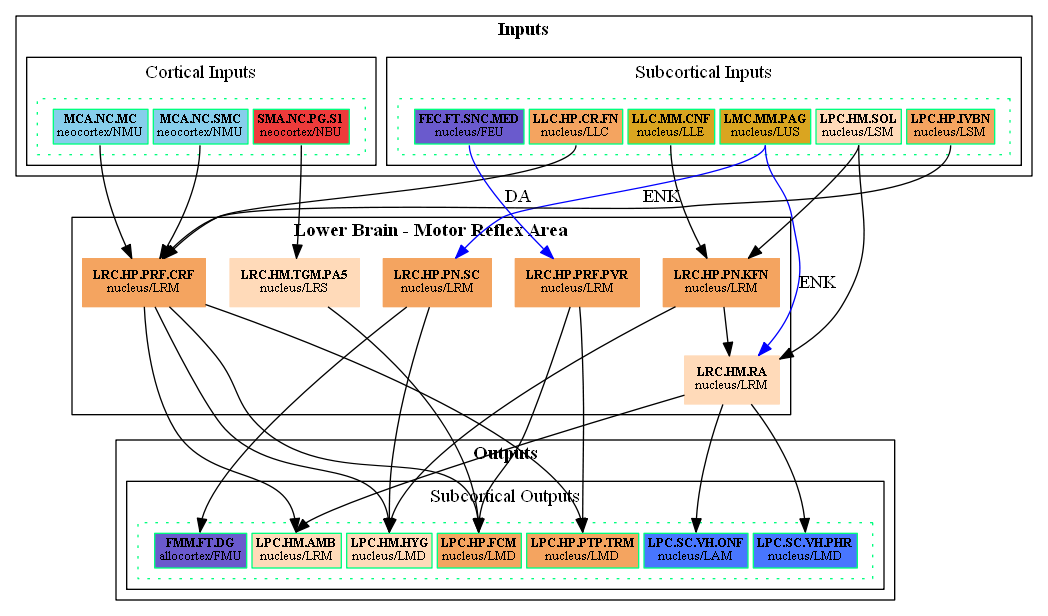 Inputs
Cortical Inputs
MCA.NC.MC
neocortex/NMU
MCA.NC.SMC
neocortex/NMU
SMA.NC.PG.S1
neocortex/NBU
Subcortical Inputs
FEC.FT.SNC.MED
nucleus/FEU
LLC.HP.CR.FN
nucleus/LLC
LLC.MM.CNF
nucleus/LLE
LMC.MM.PAG
nucleus/LUS
LPC.HM.SOL
nucleus/LSM
LPC.HP.IVBN
nucleus/LSM
DA
ENK
Lower Brain - Motor Reflex Area
LRC.HP.PRF.CRF
nucleus/LRM
LRC.HM.TGM.PA5
nucleus/LRS
LRC.HP.PN.SC
nucleus/LRM
LRC.HP.PRF.PVR
nucleus/LRM
LRC.HP.PN.KFN
nucleus/LRM
ENK
LRC.HM.RA
nucleus/LRM
Outputs
Subcortical Outputs
FMM.FT.DG
allocortex/FMU
LPC.HM.AMB
nucleus/LRM
LPC.HM.HYG
nucleus/LMD
LPC.HP.FCM
nucleus/LMD
LPC.HP.PTP.TRM
nucleus/LMD
LPC.SC.VH.ONF
nucleus/LAM
LPC.SC.VH.PHR
nucleus/LMD